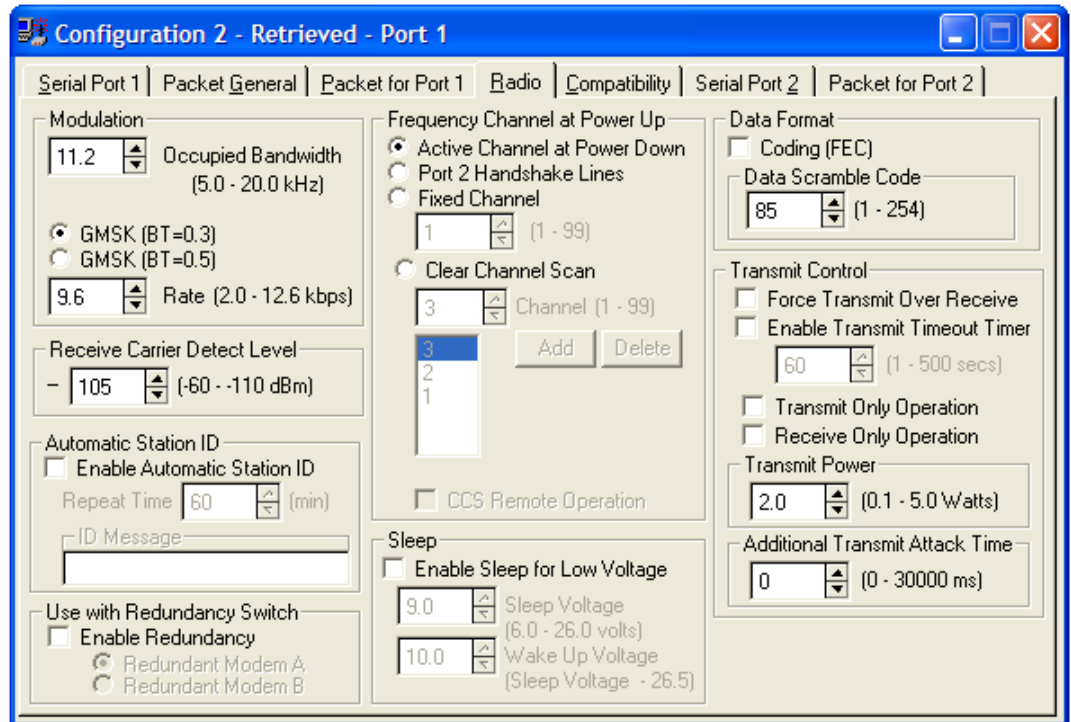 Configuration 2 - Retrieved - Port 1
Serial Port 1 Packet General Packet for Port 1 Radio Compatibility Serial Port 2 Packet for Port 2
Modulation
11.2 Occupied Bandwidth
(5.0 - 20.0 kHz)
GMSK (BT=0.3)
GMSK (BT=0.5)
9.6 Rate (2.0 - 12.6 kbps)
Receive Carrier Detect Level
- 105 (-60 - -110 dBm)
Automatic Station ID
Enable Automatic Station ID
Repeat Time 60 (min)
ID Message
Use with Redundancy Switch
Enable Redundancy
Redundant Modem A
Redundant Modem B
Frequency Channel at Power Up
Active Channel at Power Down
Port 2 Handshake Lines
Fixed Channel
1 (1 - 99)
Clear Channel Scan
3 Channel (1 - 99)
3
2
1
Add Delete
CCS Remote Operation
Sleep
Enable Sleep for Low Voltage
9.0 Sleep Voltage
(6.0 - 26.0 volts)
10.0 Wake Up Voltage
(Sleep Voltage - 26.5)
Data Format
Coding (FEC)
Data Scramble Code
85 (1 - 254)
Transmit Control
Force Transmit Over Receive
Enable Transmit Timeout Timer
60 (1 - 500 secs)
Transmit Only Operation
Receive Only Operation
Transmit Power
2.0 (0.1 - 5.0 Watts)
Additional Transmit Attack Time
0 (0 - 30000 ms)